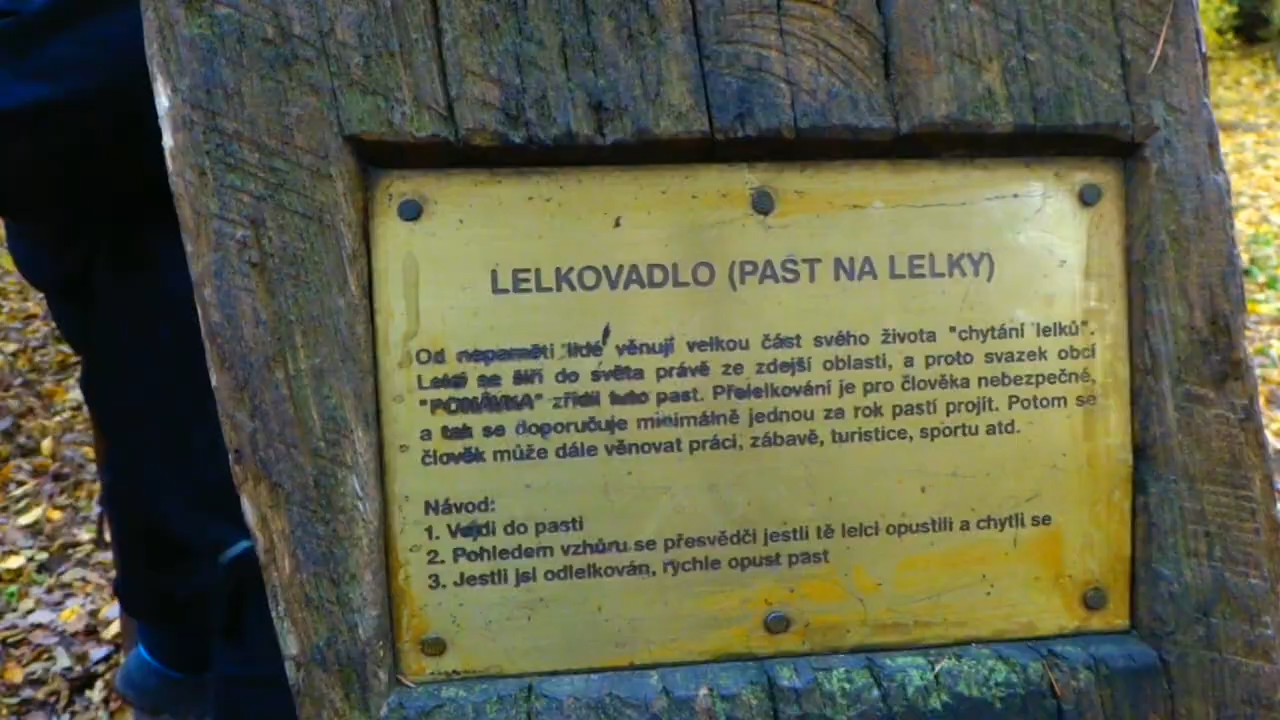 LELKOVADLO (PAST NA LELKY)
Od nepaměti lidé věnují velkou část svého života "chytání lelků".
Lelci se šíří do světa právě ze zdejší oblasti, a proto svazek obcí
"PONÁVKA" zřídil tuto past. Přelelkování je pro člověka nebezpečné,
a tak se doporučuje minimálně jednou za rok pastí projít. Potom se
člověk může dále věnovat práci, zábavě, turistice, sportu atd.
Návod:
1. Vejdi do pasti
2. Pohledem vzhůru se přesvědči jestli tě lelci opustili a chytli se
3. Jestli jsi odlelkován, rychle opusť past